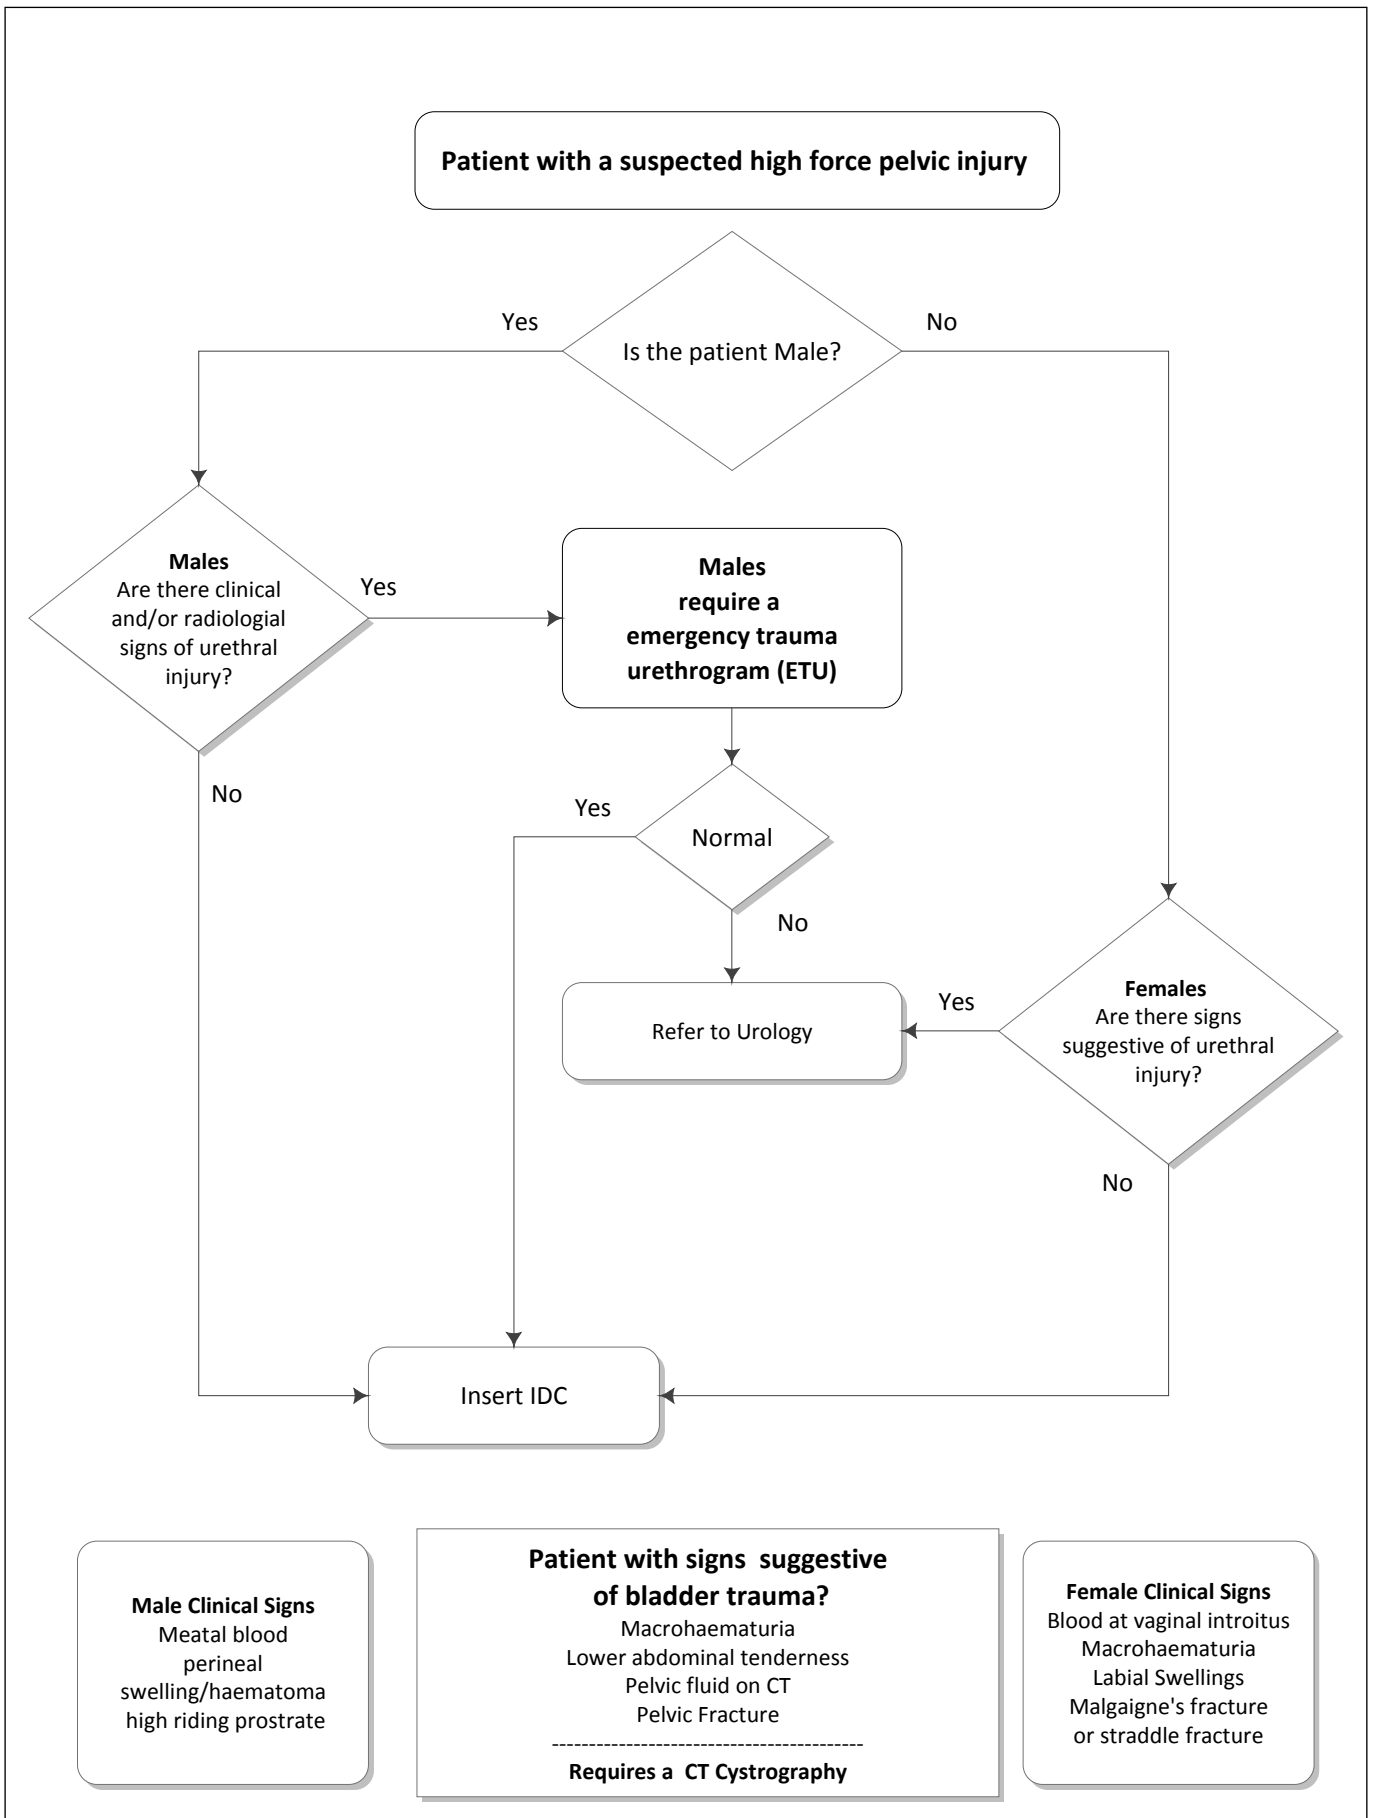 Patient with a suspected high force pelvic injury
Yes
No
Is the patient Male?
Males
Are there clinical
and/or radiologial
signs of urethral
injury?
Yes
Males
require a
emergency trauma
urethrogram (ETU)
No
Yes
Normal
No
Refer to Urology
Yes
Females
Are there signs
suggestive of urethral
injury?
No
Insert IDC
Male Clinical Signs
Meatal blood
perineal
swelling/haematoma
high riding prostrate
Patient with signs suggestive
of bladder trauma?
Macrohaematuria
Lower abdominal tenderness
Pelvic fluid on CT
Pelvic Fracture
------------------------------------------
Requires a CT Cystrography
Female Clinical Signs
Blood at vaginal introitus
Macrohaematuria
Labial Swellings
Malgaigne's fracture
or straddle fracture